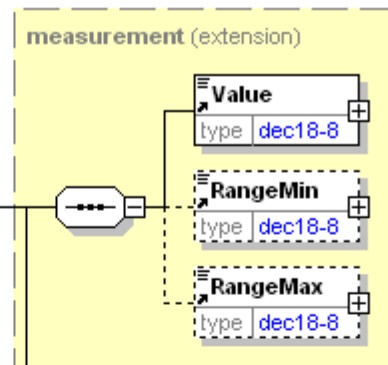 measurement (extension)
Value
type dec18-8
RangeMin
type dec18-8
RangeMax
type dec18-8